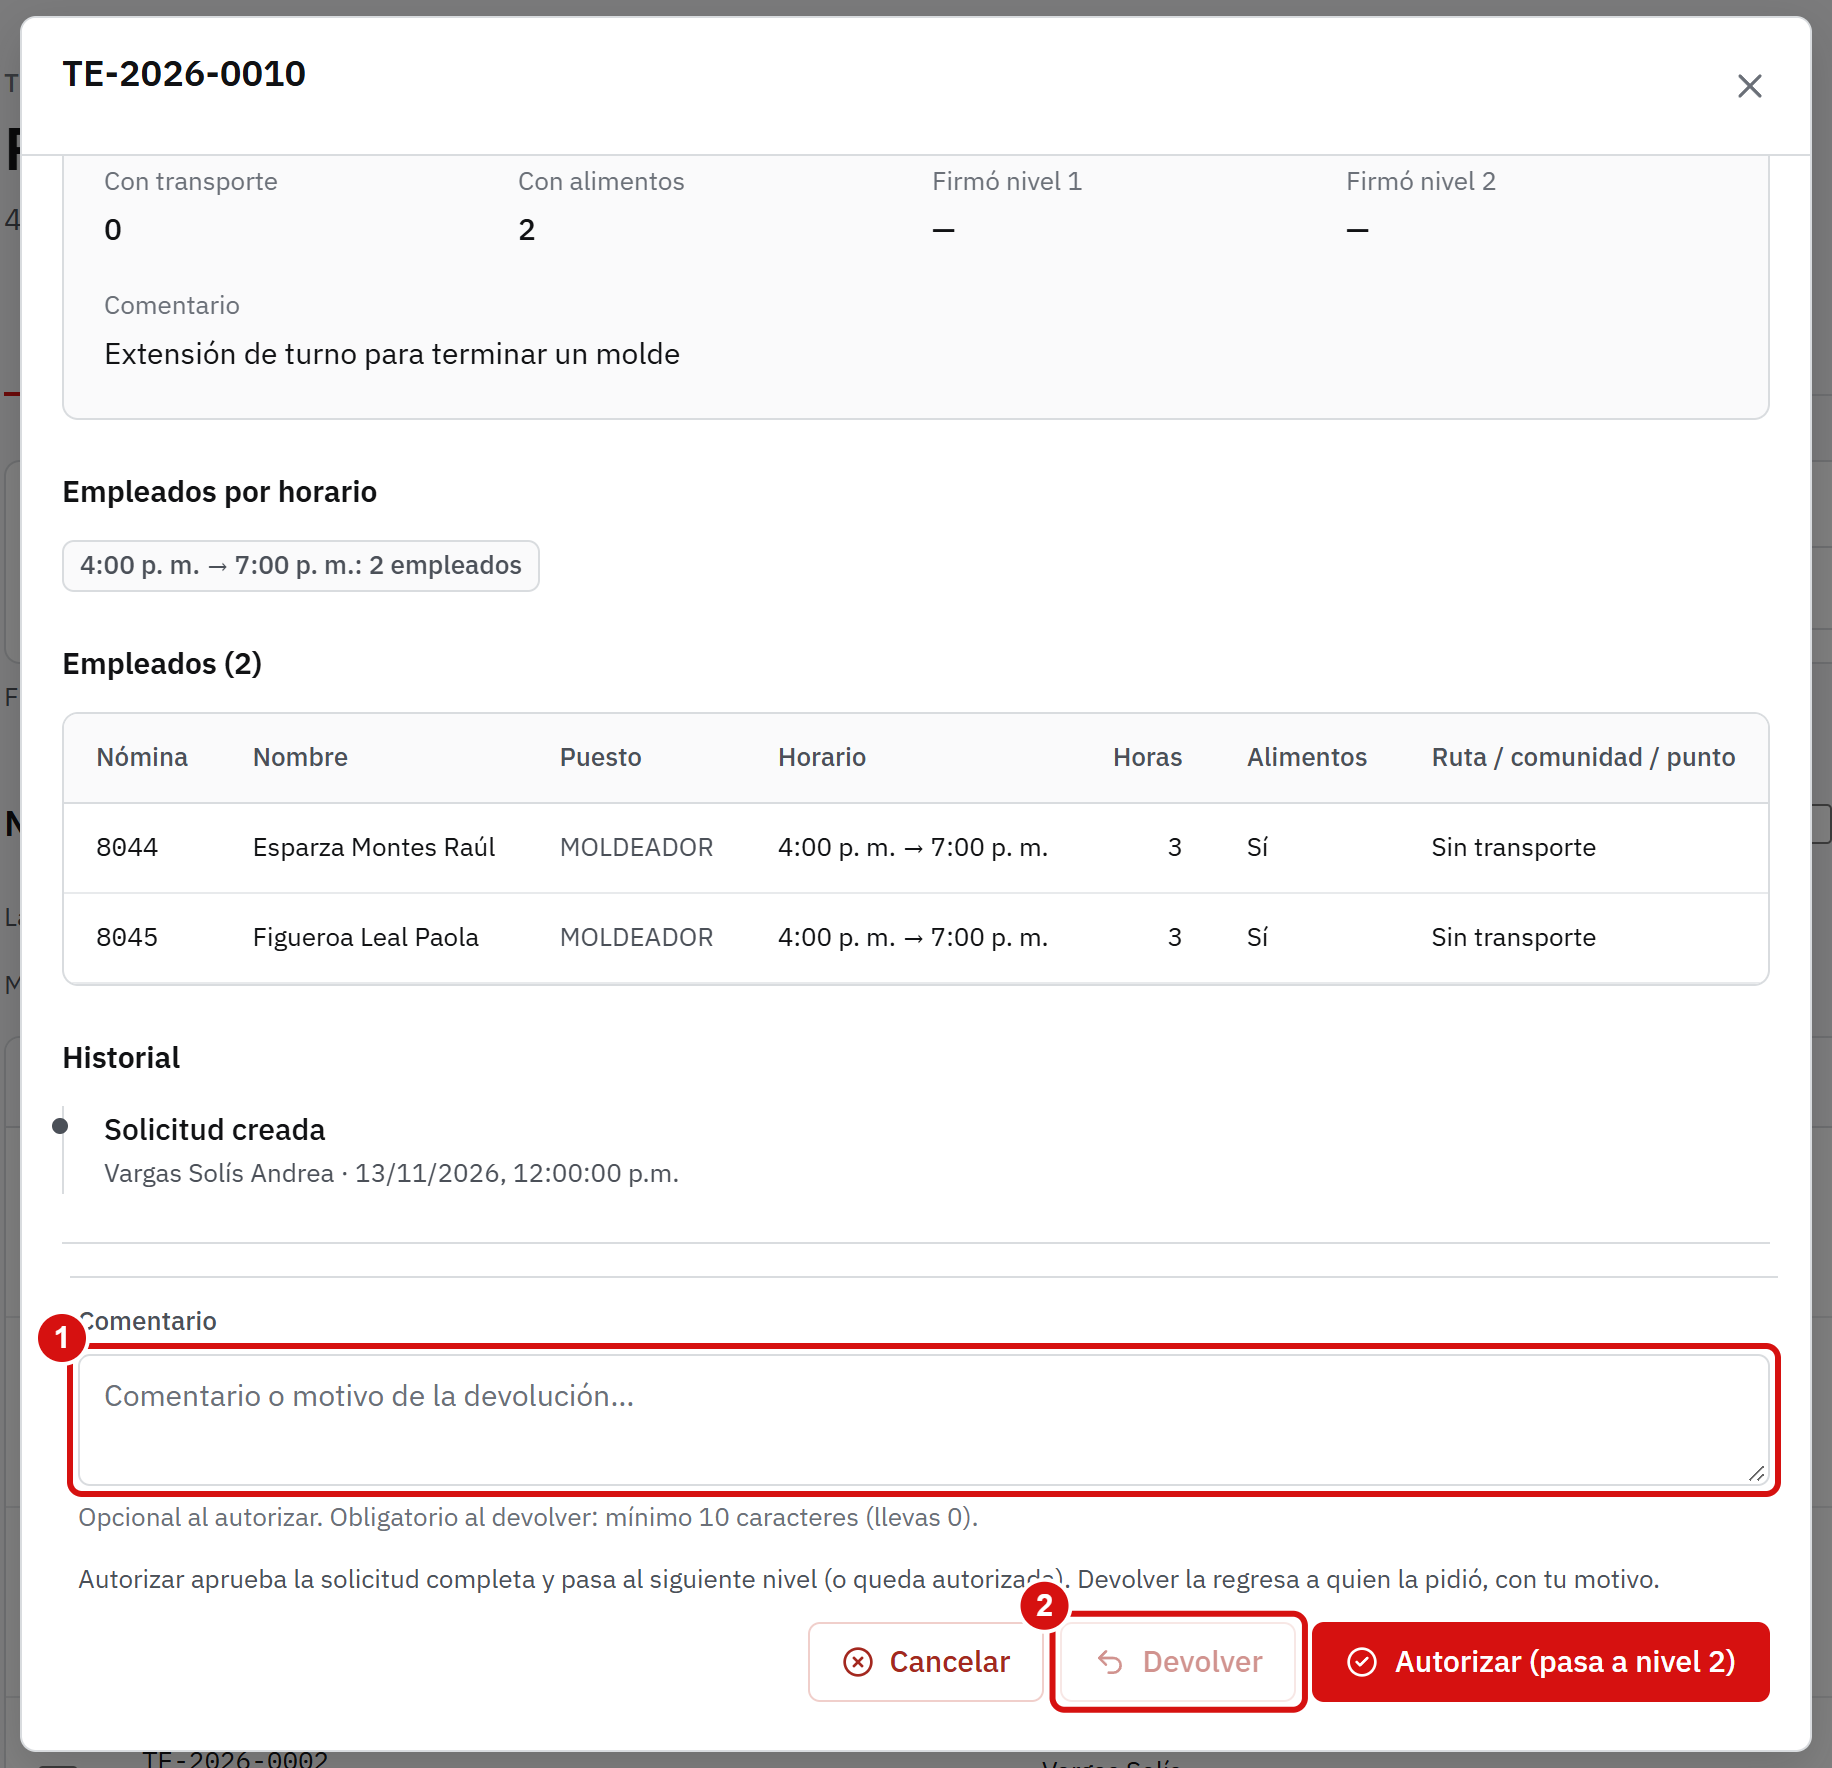 TE-2026-0010
Con transporte Con alimentos Firmó nivel 1 Firmó nivel 2
0 2 — —
Comentario
Extensión de turno para terminar un molde
Empleados por horario
4:00 p. m. → 7:00 p. m.: 2 empleados
Empleados (2)
Nómina Nombre Puesto Horario Horas Alimentos Ruta / comunidad / punto
8044 Esparza Montes Raúl MOLDEADOR 4:00 p. m. → 7:00 p. m. 3 Sí Sin transporte
8045 Figueroa Leal Paola MOLDEADOR 4:00 p. m. → 7:00 p. m. 3 Sí Sin transporte
Historial
Solicitud creada
Vargas Solís Andrea · 13/11/2026, 12:00:00 p.m.
1 Comentario
Comentario o motivo de la devolución...
Opcional al autorizar. Obligatorio al devolver: mínimo 10 caracteres (llevas 0).
Autorizar aprueba la solicitud completa y pasa al siguiente nivel (o queda autorizada). Devolver la regresa a quien la pidió, con tu motivo.
2
Cancelar Devolver Autorizar (pasa a nivel 2)
TE-2026-0002 Vargas Solís